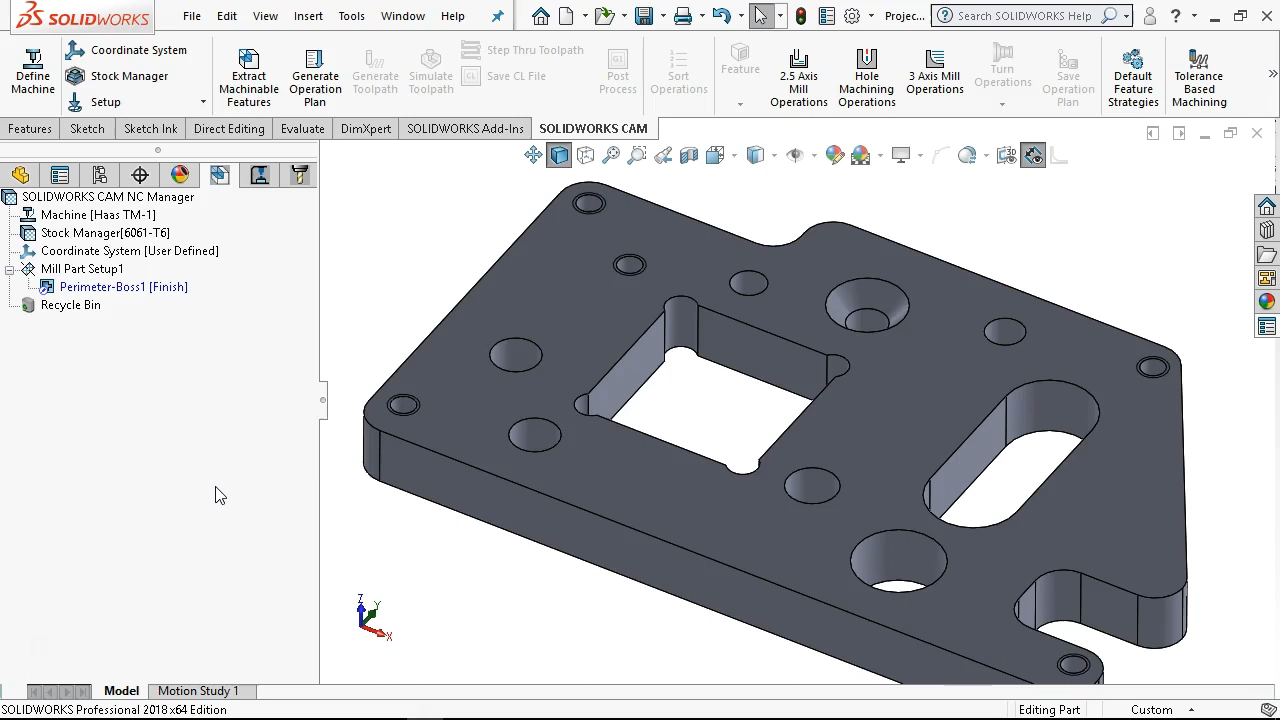 SOLIDWORKS
File Edit View Insert Tools Window Help
Projec...
Search SOLIDWORKS Help
Define Machine
Coordinate System
Stock Manager
Setup
Extract Machinable Features
Generate Operation Plan
Generate Toolpath
Simulate Toolpath
Step Thru Toolpath
CL Save CL File
G1 Post Process
Sort Operations
Feature
2.5 Axis Mill Operations
Hole Machining Operations
3 Axis Mill Operations
Turn Operations
Save Operation Plan
Default Feature Strategies
Tolerance Based Machining
Features Sketch Sketch Ink Direct Editing Evaluate DimXpert SOLIDWORKS Add-Ins SOLIDWORKS CAM
SOLIDWORKS CAM NC Manager
Machine [Haas TM-1]
Stock Manager[6061-T6]
Coordinate System [User Defined]
Mill Part Setup1
Perimeter-Boss1 [Finish]
Recycle Bin
Z
Y
X
Model Motion Study 1
SOLIDWORKS Professional 2018 x64 Edition
Editing Part
Custom